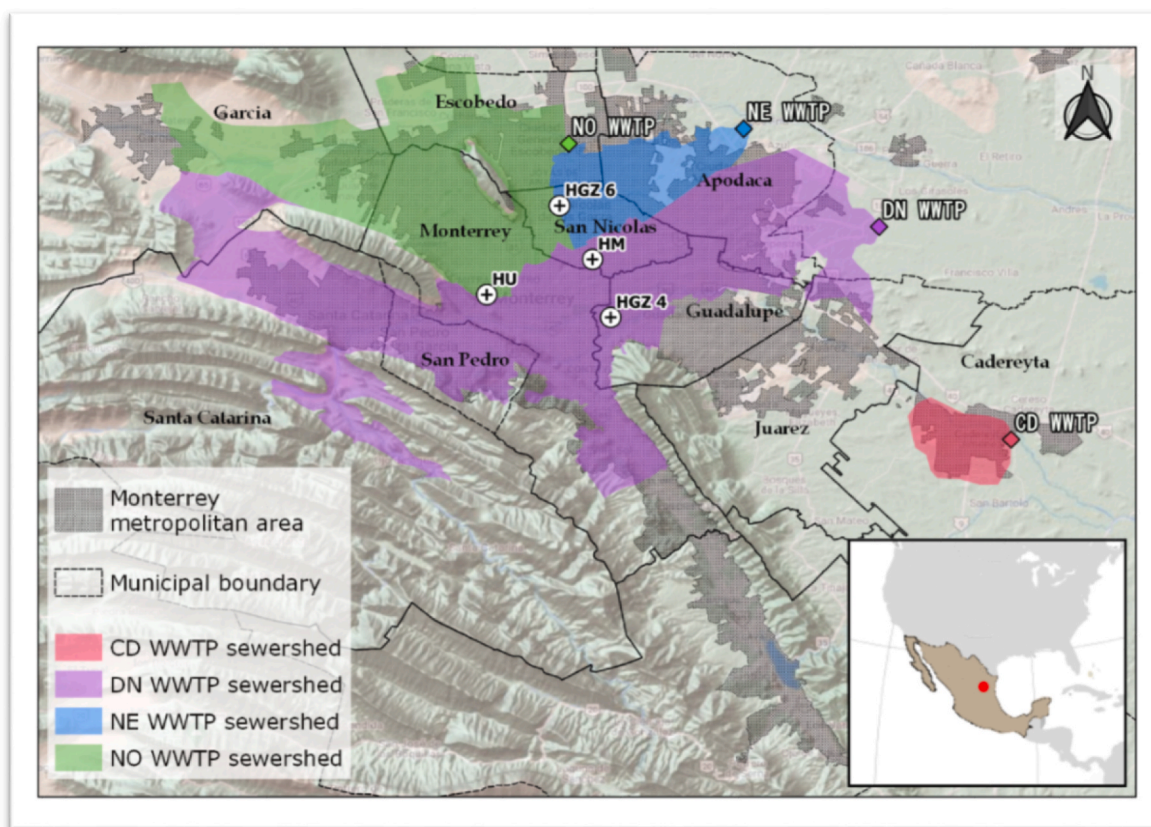 N
Garcia
Escobedo
NO WWTP
NE WWTP
Apodaca
HGZ 6
San Nicolas
Monterrey
DN WWTP
HM
HU
HGZ 4
Guadalupe
San Pedro
Cadereyta
Santa Catarina
Juarez
CD WWTP
Monterrey
metropolitan area
Municipal boundary
CD WWTP sewershed
DN WWTP sewershed
NE WWTP sewershed
NO WWTP sewershed